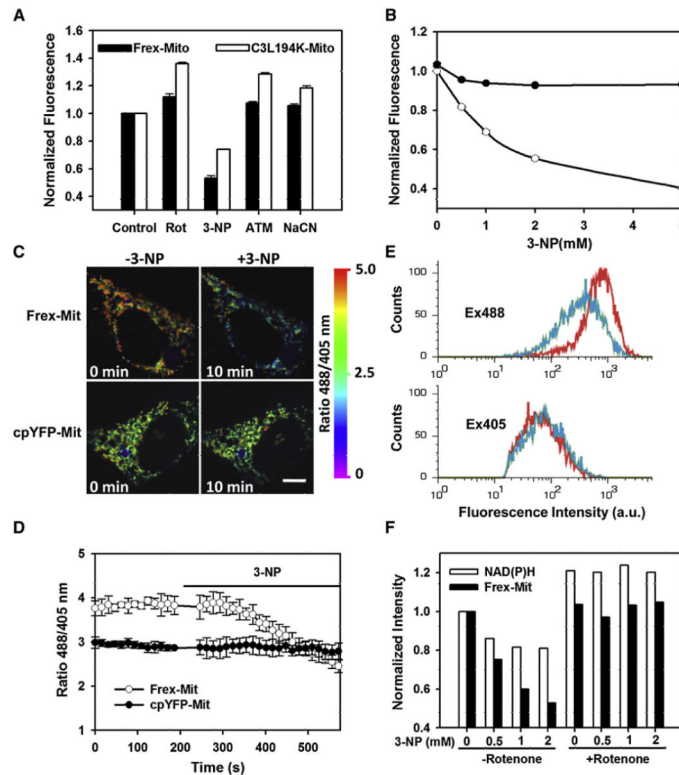 A
Frex-Mito
C3L194K-Mito
Normalized Fluorescence
1.6
1.4
1.2
1.0
0.8
0.6
0.4
Control Rot 3-NP ATM NaCN
B
Normalized Fluorescence
1.2
1.0
0.8
0.6
0.4
0 1 2 3 4
3-NP(mM)
C
-3-NP +3-NP
Frex-Mit
0 min 10 min
cpYFP-Mit
0 min 10 min
5.0
2.5
0
Ratio 488/405 nm
E
Counts
100
50
0
Ex488
10⁰ 10¹ 10² 10³
Counts
100
50
0
Ex405
10⁰ 10¹ 10² 10³
Fluorescence Intensity (a.u.)
D
Ratio 488/405 nm
5
4
3
2
1
3-NP
Frex-Mit
cpYFP-Mit
0 100 200 300 400 500
Time (s)
F
NAD(P)H
Frex-Mit
Normalized Intensity
1.2
1.0
0.8
0.6
0.4
3-NP (mM) 0 0.5 1 2 0 0.5 1 2
-Rotenone +Rotenone